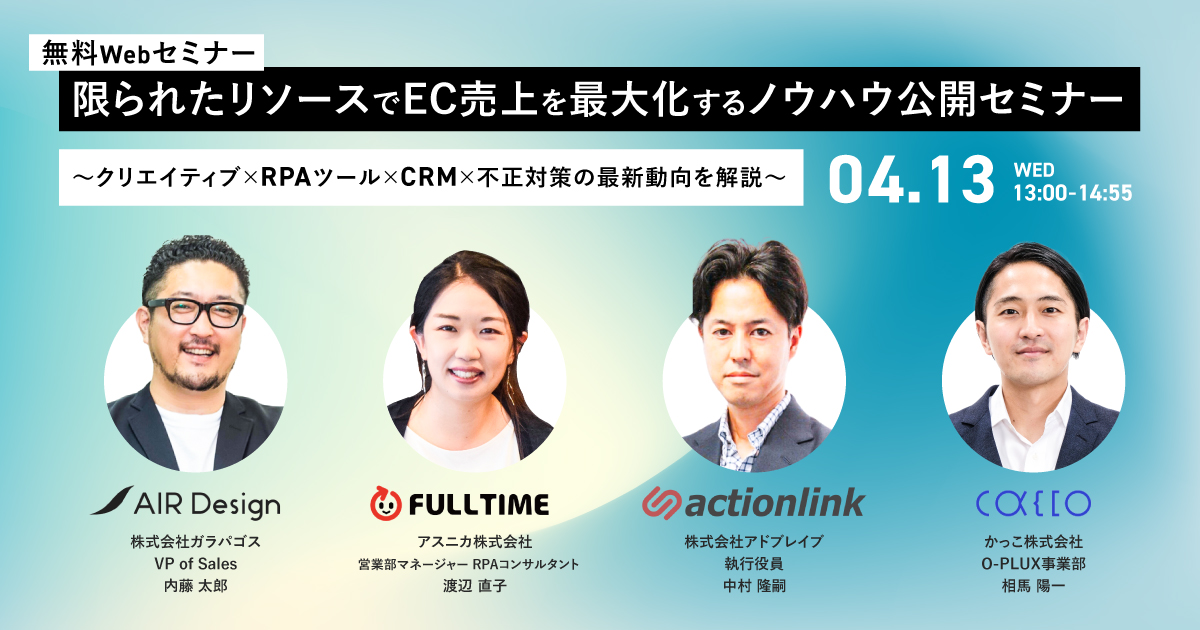 無料Webセミナー
限られたリソースでEC売上を最大化するノウハウ公開セミナー
～クリエイティブ×RPAツール×CRM×不正対策の最新動向を解説～
04.13
WED
13:00-14:55
AIR Design
株式会社ガラパゴス
VP of Sales
内藤 太郎
FULLTIME
アスニカ株式会社
営業部マネージャー RPAコンサルタント
渡辺 直子
actionlink
株式会社アドブレイブ
執行役員
中村 隆嗣
かっこ株式会社
O-PLUX事業部
相馬 陽一